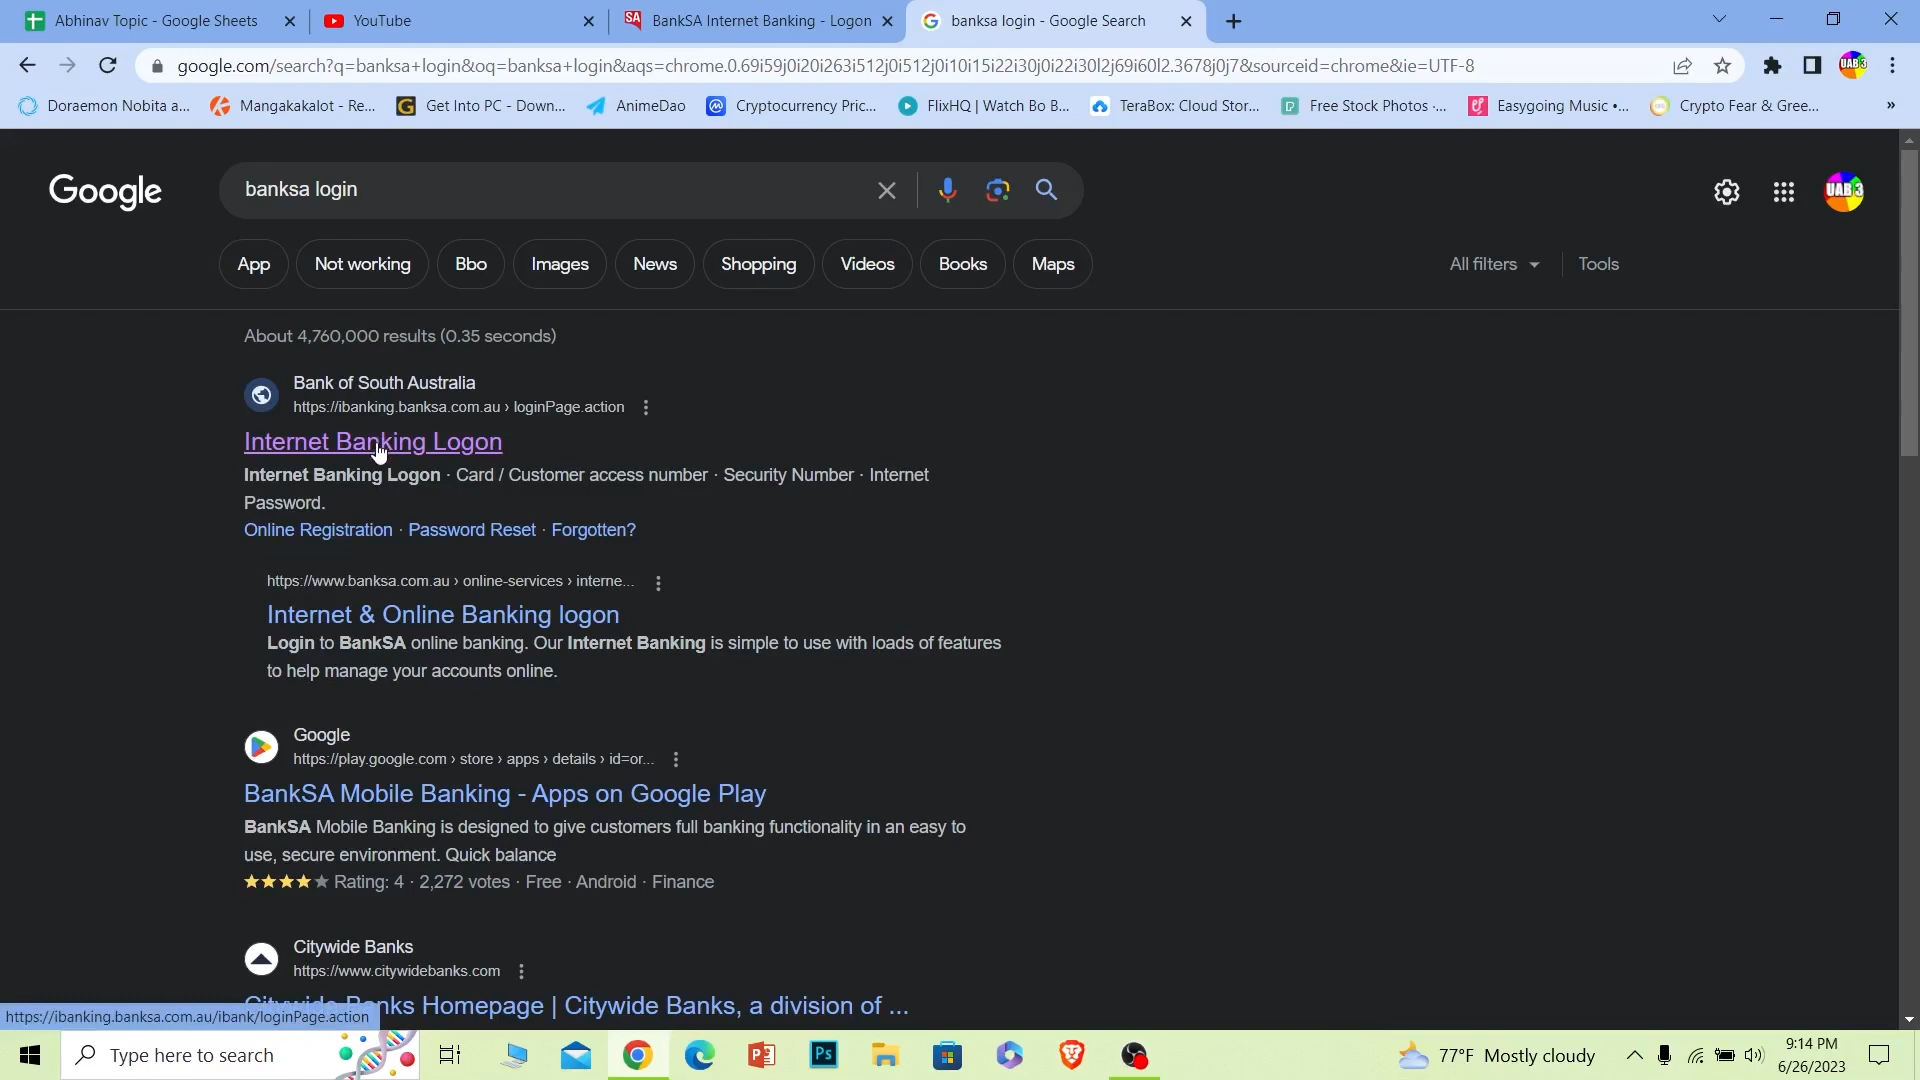 Abhinav Topic - Google Sheets
YouTube
BankSA Internet Banking - Logon
banksa login - Google Search
google.com/search?q=banksa+login&oq=banksa+login&aqs=chrome.0.69i59j0i20i263i512j0i512j0i10i15i22i30j0i22i30l2j69i60l2.3678j0j7&sourceid=chrome&ie=UTF-8
UAB 3
Doraemon Nobita a...
Mangakakalot - Re...
Get Into PC - Down...
AnimeDao
Cryptocurrency Pric...
FlixHQ | Watch Bo B...
TeraBox: Cloud Stor...
Free Stock Photos ·...
Easygoing Music •...
Crypto Fear & Gree...
»
Google
banksa login
UAB 3
App
Not working
Bbo
Images
News
Shopping
Videos
Books
Maps
All filters
Tools
About 4,760,000 results (0.35 seconds)
Bank of South Australia
https://ibanking.banksa.com.au › loginPage.action
Internet Banking Logon
Internet Banking Logon · Card / Customer access number · Security Number · Internet
Password.
Online Registration · Password Reset · Forgotten?
https://www.banksa.com.au › online-services › interne...
Internet & Online Banking logon
Login to BankSA online banking. Our Internet Banking is simple to use with loads of features
to help manage your accounts online.
Google
https://play.google.com › store › apps › details › id=or...
BankSA Mobile Banking - Apps on Google Play
BankSA Mobile Banking is designed to give customers full banking functionality in an easy to
use, secure environment. Quick balance
Rating: 4 · 2,272 votes · Free · Android · Finance
Citywide Banks
https://www.citywidebanks.com
Citywide Banks Homepage | Citywide Banks, a division of ...
https://ibanking.banksa.com.au/ibank/loginPage.action
Type here to search
Ps
77°F Mostly cloudy
9:14 PM
6/26/2023